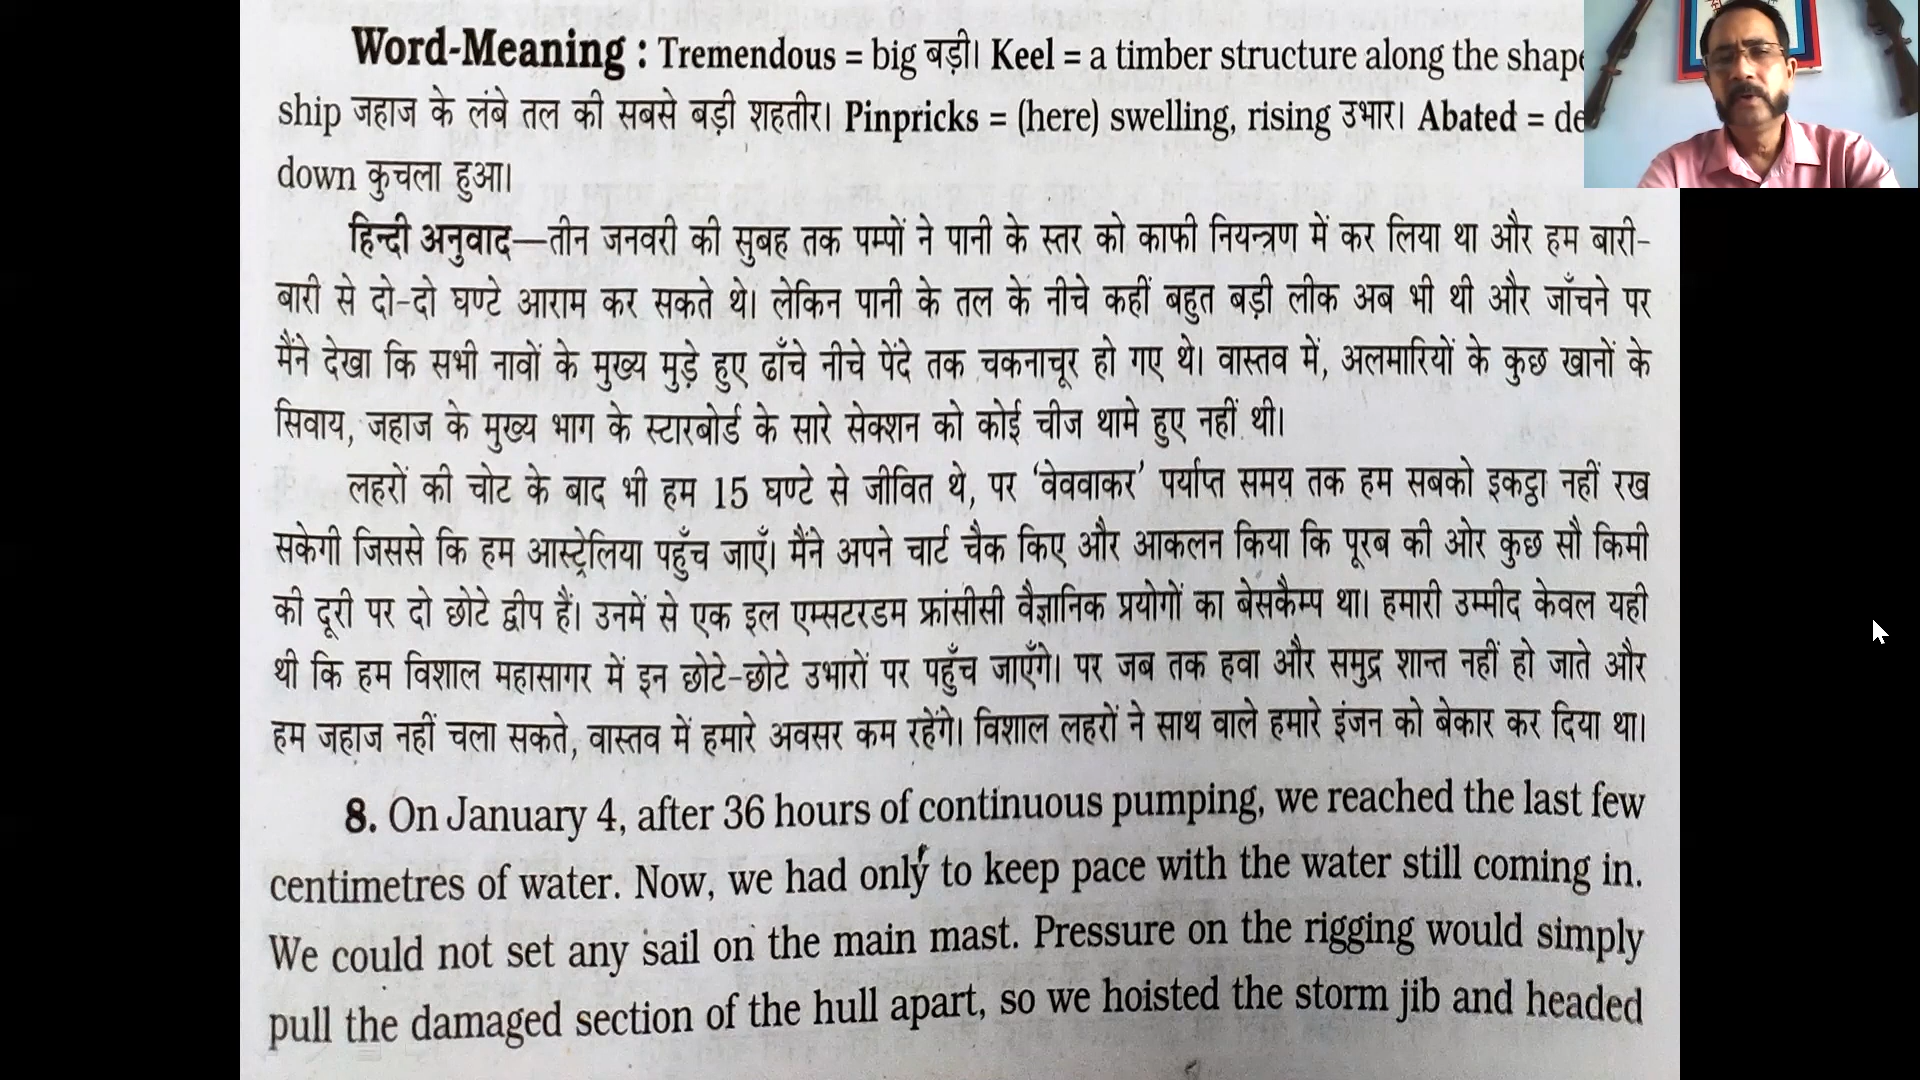 Word-Meaning : Tremendous = big बड़ी। Keel = a timber structure along the shape
ship जहाज के लंबे तल की सबसे बड़ी शहतीर। Pinpricks = (here) swelling, rising उभार। Abated = de
down कुचला हुआ।
हिन्दी अनुवाद—तीन जनवरी की सुबह तक पम्पों ने पानी के स्तर को काफी नियन्त्रण में कर लिया था और हम बारी-
बारी से दो-दो घण्टे आराम कर सकते थे। लेकिन पानी के तल के नीचे कहीं बहुत बड़ी लीक अब भी थी और जाँचने पर
मैंने देखा कि सभी नावों के मुख्य मुड़े हुए ढाँचे नीचे पेंदे तक चकनाचूर हो गए थे। वास्तव में, अलमारियों के कुछ खानों के
सिवाय, जहाज के मुख्य भाग के स्टारबोर्ड के सारे सेक्शन को कोई चीज थामे हुए नहीं थी।
लहरों की चोट के बाद भी हम 15 घण्टे से जीवित थे, पर ‘वेववाकर’ पर्याप्त समय तक हम सबको इकट्ठा नहीं रख
सकेगी जिससे कि हम आस्ट्रेलिया पहुँच जाएँ। मैंने अपने चार्ट चैक किए और आकलन किया कि पूरब की ओर कुछ सौ किमी
की दूरी पर दो छोटे द्वीप हैं। उनमें से एक इल एम्सटरडम फ्रांसीसी वैज्ञानिक प्रयोगों का बेसकैम्प था। हमारी उम्मीद केवल यही
थी कि हम विशाल महासागर में इन छोटे-छोटे उभारों पर पहुँच जाएँगे। पर जब तक हवा और समुद्र शान्त नहीं हो जाते और
हम जहाज नहीं चला सकते, वास्तव में हमारे अवसर कम रहेंगे। विशाल लहरों ने साथ वाले हमारे इंजन को बेकार कर दिया था।
8. On January 4, after 36 hours of continuous pumping, we reached the last few
centimetres of water. Now, we had only to keep pace with the water still coming in.
We could not set any sail on the main mast. Pressure on the rigging would simply
pull the damaged section of the hull apart, so we hoisted the storm jib and headed